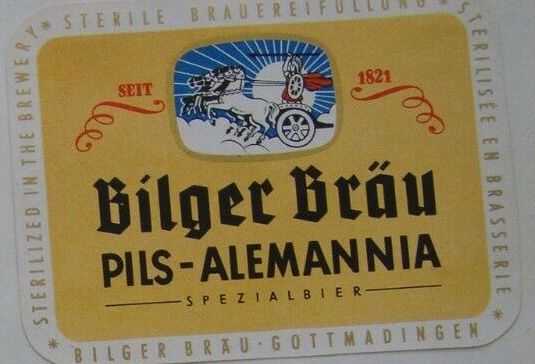 * STERILE BRAUEREIFÜLLUNG *
STERILISÉE EN BRASSERIE *
STERILIZED IN THE BREWERY
SEIT 1821
Bilger Bräu
PILS-ALEMANNIA
SPEZIALBIER
* BILGER BRÄU · GOTTMADINGEN